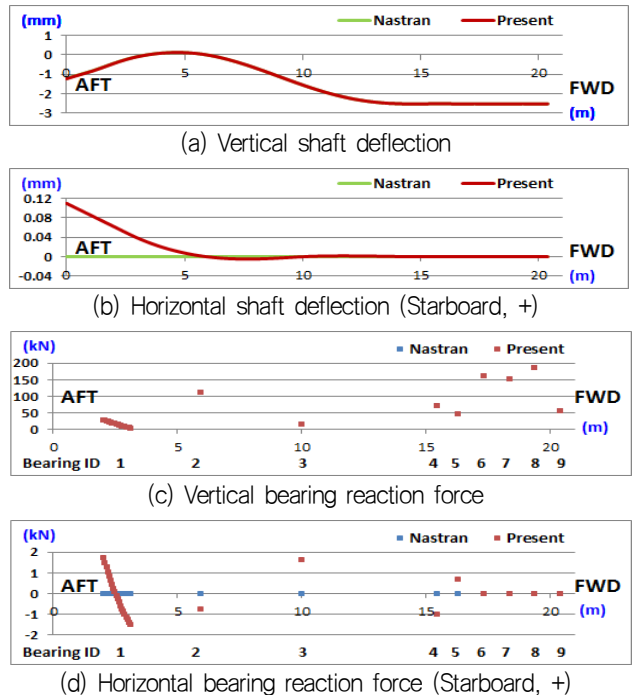 (mm)
Nastran Present
1
0
-1
-2
-3
0 5 10 15 20
AFT
FWD
(m)
(a) Vertical shaft deflection
(mm)
Nastran Present
0.12
0.08
0.04
0
-0.04
AFT
FWD
0 5 10 15 20
(m)
(b) Horizontal shaft deflection (Starboard, +)
(kN)
Nastran Present
200
150
100
50
0
AFT
FWD
0 5 10 15 20
(m)
Bearing ID 1 2 3 4 5 6 7 8 9
(c) Vertical bearing reaction force
(kN)
Nastran Present
2
1
0
-1
-2
AFT
FWD
0 5 10 15 20
(m)
Bearing ID 1 2 3 4 5 6 7 8 9
(d) Horizontal bearing reaction force (Starboard, +)